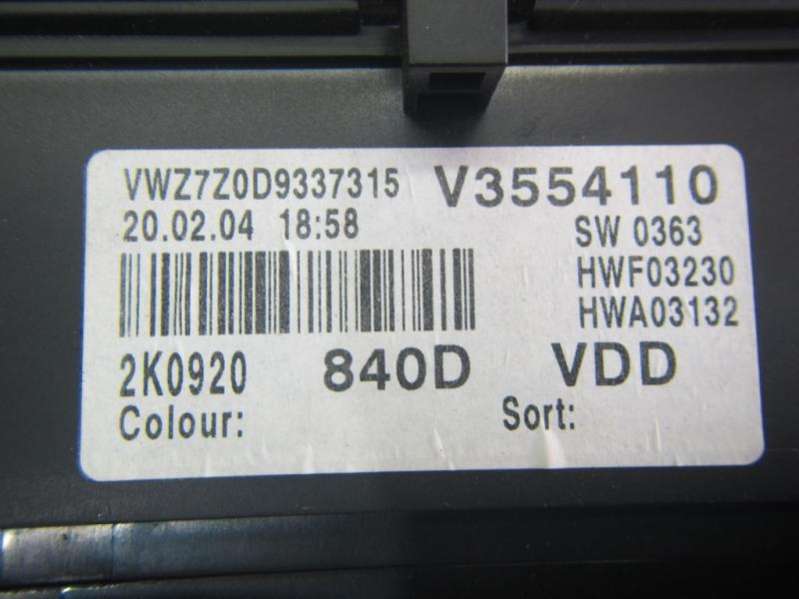 VWZ7Z0D9337315 V3554110
20.02.04 18:58 SW 0363
HWF03230
HWA03132
2K0920 840D VDD
Colour: Sort: